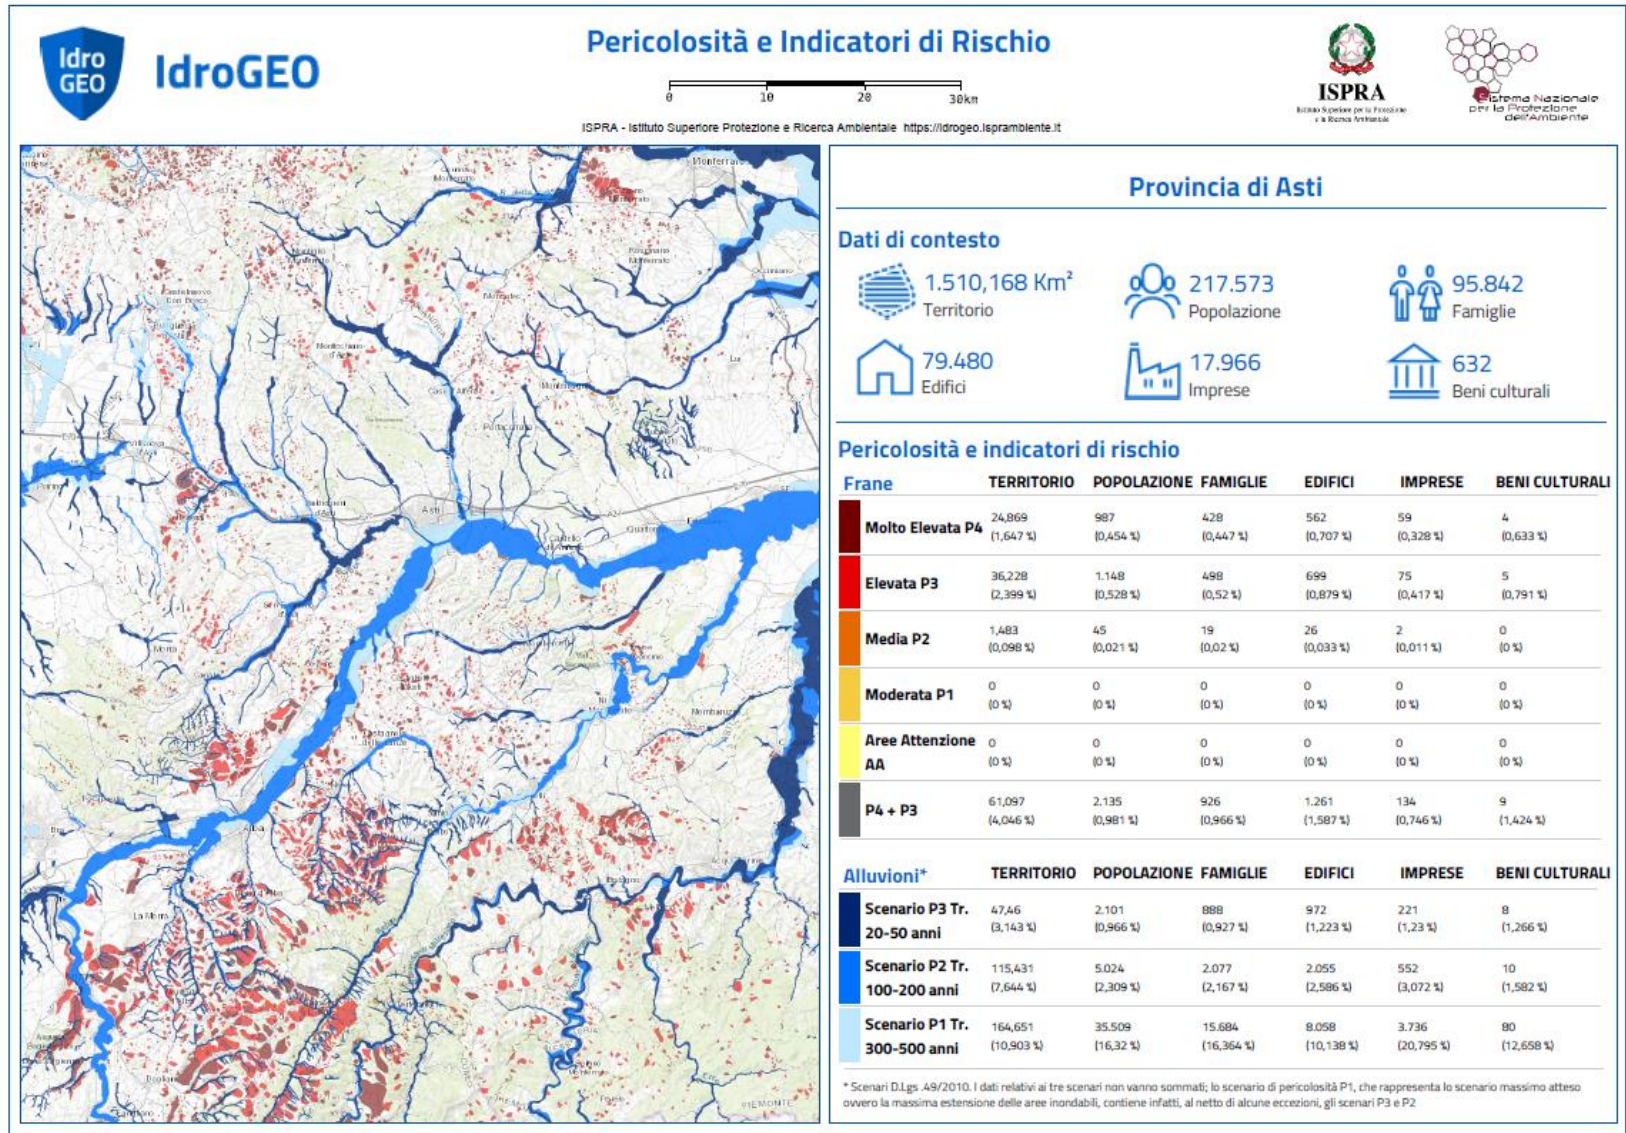 Idro
GEO
IdroGEO
Pericolosità e Indicatori di Rischio
0 10 20 30km
ISPRA - Istituto Superiore Protezione e Ricerca Ambientale https://idrogeo.isprambiente.it
ISPRA
Istituto Superiore per la Protezione
e la Ricerca Ambientale
Sistema Nazionale
per la Protezione
dell'Ambiente
Monferrato
Occimiano
Asti
Alba
La Morra
PIEMONTE
Provincia di Asti
Dati di contesto
1.510,168 Km²
Territorio
217.573
Popolazione
95.842
Famiglie
79.480
Edifici
17.966
Imprese
632
Beni culturali
Pericolosità e indicatori di rischio
Frane TERRITORIO POPOLAZIONE FAMIGLIE EDIFICI IMPRESE BENI CULTURALI
Molto Elevata P4 24,869 987 428 562 59 4
(1,647 %) (0,454 %) (0,447 %) (0,707 %) (0,328 %) (0,633 %)
Elevata P3 36,228 1.148 498 699 75 5
(2,399 %) (0,528 %) (0,52 %) (0,879 %) (0,417 %) (0,791 %)
Media P2 1,483 45 19 26 2 0
(0,098 %) (0,021 %) (0,02 %) (0,033 %) (0,011 %) (0 %)
Moderata P1 0 0 0 0 0 0
(0 %) (0 %) (0 %) (0 %) (0 %) (0 %)
Aree Attenzione 0 0 0 0 0 0
AA (0 %) (0 %) (0 %) (0 %) (0 %) (0 %)
P4 + P3 61,097 2.135 926 1.261 134 9
(4,046 %) (0,981 %) (0,966 %) (1,587 %) (0,746 %) (1,424 %)
Alluvioni* TERRITORIO POPOLAZIONE FAMIGLIE EDIFICI IMPRESE BENI CULTURALI
Scenario P3 Tr. 47,46 2.101 888 972 221 8
20-50 anni (3,143 %) (0,966 %) (0,927 %) (1,223 %) (1,23 %) (1,266 %)
Scenario P2 Tr. 115,431 5.024 2.077 2.055 552 10
100-200 anni (7,644 %) (2,309 %) (2,167 %) (2,586 %) (3,072 %) (1,582 %)
Scenario P1 Tr. 164,651 35.509 15.684 8.058 3.736 80
300-500 anni (10,903 %) (16,32 %) (16,364 %) (10,138 %) (20,795 %) (12,658 %)
* Scenari D.Lgs .49/2010. I dati relativi ai tre scenari non vanno sommati; lo scenario di pericolosità P1, che rappresenta lo scenario massimo atteso
ovvero la massima estensione delle aree inondabili, contiene infatti, al netto di alcune eccezioni, gli scenari P3 e P2